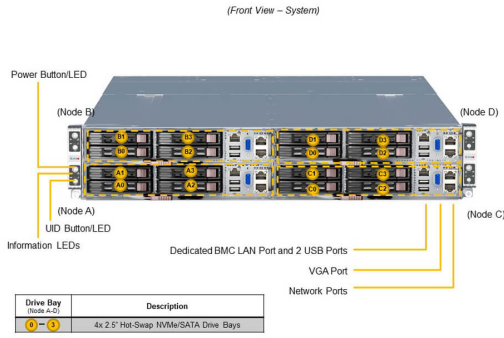 (Front View – System)
Power Button/LED
(Node B)
(Node D)
B1
B3
D1
D3
B0
B2
D0
D2
A1
A3
C1
C3
A0
A2
C0
C2
(Node A)
(Node C)
UID Button/LED
Information LEDs
Dedicated BMC LAN Port and 2 USB Ports
VGA Port
Network Ports
Drive Bay
(Node A-D)
Description
0 – 3
4x 2.5" Hot-Swap NVMe/SATA Drive Bays